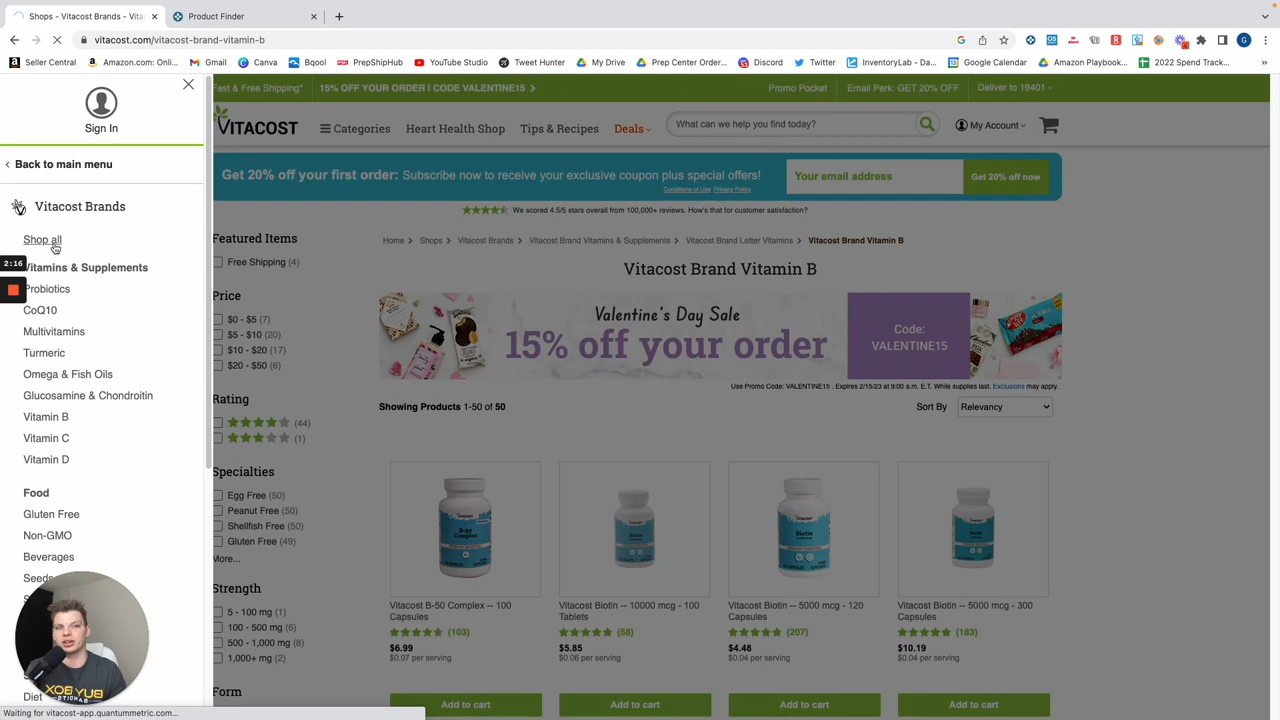 Shops - Vitacost Brands - Vita
Product Finder
vitacost.com/vitacost-brand-vitamin-b
Seller Central
Amazon.com: Onli...
Gmail
Canva
Bqool
PrepShipHub
YouTube Studio
Tweet Hunter
My Drive
Prep Center Order...
Discord
Twitter
InventoryLab - Da...
Google Calendar
Amazon Playbook...
2022 Spend Track...
Sign In
Back to main menu
Vitacost Brands
Shop all
2:16
Vitamins & Supplements
Probiotics
CoQ10
Multivitamins
Turmeric
Omega & Fish Oils
Glucosamine & Chondroitin
Vitamin B
Vitamin C
Vitamin D
Food
Gluten Free
Non-GMO
Beverages
Seeds
Diet
Waiting for vitacost-app.quantummetric.com...
Fast & Free Shipping*
15% OFF YOUR ORDER | CODE VALENTINE15
Promo Pocket
Email Perk: GET 20% OFF
Deliver to 19401
VITACOST
Categories
Heart Health Shop
Tips & Recipes
Deals
What can we help you find today?
My Account
Get 20% off your first order: Subscribe now to receive your exclusive coupon plus special offers!
Conditions of Use Privacy Policy
Your email address
Get 20% off now
We scored 4.5/5 stars overall from 100,000+ reviews. How's that for customer satisfaction?
Featured Items
Free Shipping (4)
Price
$0 - $5 (7)
$5 - $10 (20)
$10 - $20 (17)
$20 - $50 (6)
Rating
(44)
(1)
Specialties
Egg Free (50)
Peanut Free (50)
Shellfish Free (50)
Gluten Free (49)
More...
Strength
5 - 100 mg (1)
100 - 500 mg (6)
500 - 1,000 mg (8)
1,000+ mg (2)
Form
Home > Shops > Vitacost Brands > Vitacost Brand Vitamins & Supplements > Vitacost Brand Letter Vitamins > Vitacost Brand Vitamin B
Vitacost Brand Vitamin B
Valentine's Day Sale
15% off your order
Code:
VALENTINE15
Use Promo Code: VALENTINE15 . Expires 2/15/23 at 9:00 a.m. E.T. While supplies last. Exclusions may apply.
Showing Products 1-50 of 50
Sort By
Relevancy
Vitacost B-50 Complex -- 100
Capsules
(103)
$6.99
$0.07 per serving
Add to cart
Vitacost Biotin -- 10000 mcg - 100
Tablets
(58)
$5.85
$0.06 per serving
Add to cart
Vitacost Biotin -- 5000 mcg - 120
Capsules
(207)
$4.48
$0.04 per serving
Add to cart
Vitacost Biotin -- 5000 mcg - 300
Capsules
(183)
$10.19
$0.04 per serving
Add to cart